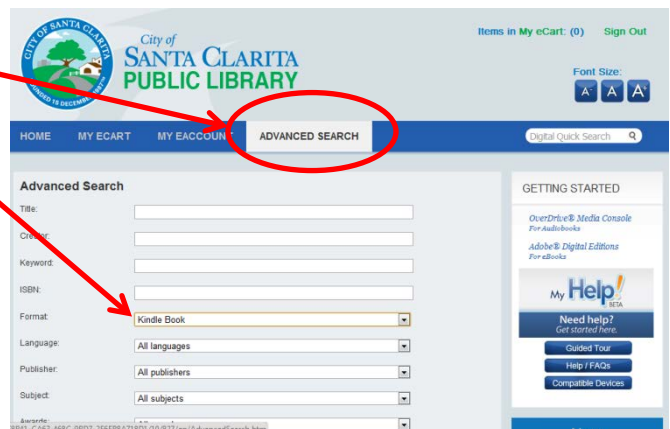 SANTA CLARITA
City of
SANTA CLARITA
PUBLIC LIBRARY
Items in My eCart: (0) Sign Out
Font Size:
A- A A+
HOME MY ECART MY EACCOUNT ADVANCED SEARCH
Digital Quick Search
Advanced Search
Title:
Creator:
Keyword:
ISBN:
Format: Kindle Book
Language: All languages
Publisher: All publishers
Subject: All subjects
Awards:
GETTING STARTED
OverDrive® Media Console
For Audiobooks
Adobe® Digital Editions
For eBooks
My Help!
BETA
Need help?
Get started here.
Guided Tour
Help / FAQs
Compatible Devices